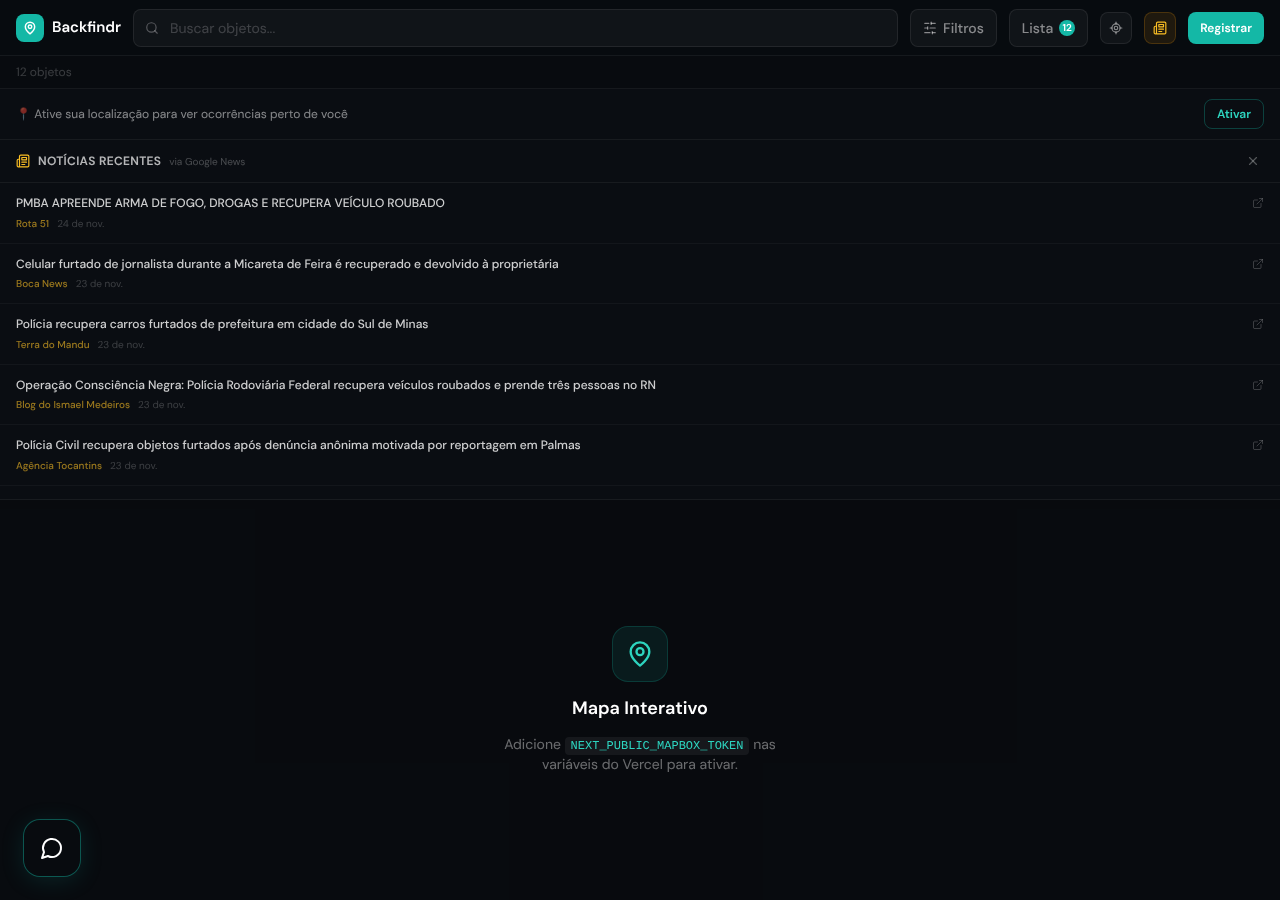 Backfindr
Buscar objetos...
Filtros
Lista 12
Registrar
12 objetos
📍 Ative sua localização para ver ocorrências perto de você
Ativar
NOTÍCIAS RECENTES via Google News
PMBA APREENDE ARMA DE FOGO, DROGAS E RECUPERA VEÍCULO ROUBADO
Rota 51 24 de nov.
Celular furtado de jornalista durante a Micareta de Feira é recuperado e devolvido à proprietária
Boca News 23 de nov.
Polícia recupera carros furtados de prefeitura em cidade do Sul de Minas
Terra do Mandu 23 de nov.
Operação Consciência Negra: Polícia Rodoviária Federal recupera veículos roubados e prende três pessoas no RN
Blog do Ismael Medeiros 23 de nov.
Polícia Civil recupera objetos furtados após denúncia anônima motivada por reportagem em Palmas
Agência Tocantins 23 de nov.
Mapa Interativo
Adicione NEXT_PUBLIC_MAPBOX_TOKEN nas
variáveis do Vercel para ativar.